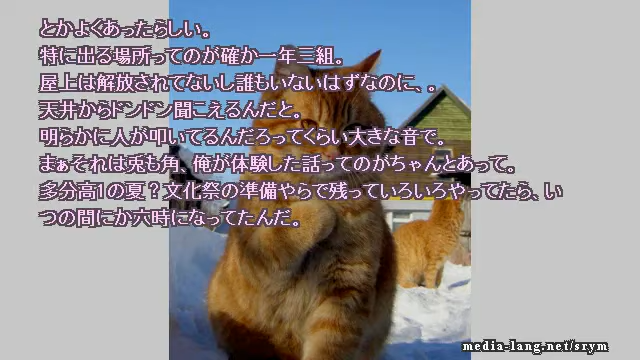 とかよくあったらしい。
特に出る場所ってのが確か一年三組。
屋上は解放されてないし誰もいないはずなのに、。
天井からドンドン聞こえるんだと。
明らかに人が叩いてるんだろってくらい大きな音で。
まぁそれは兎も角、俺が体験した話ってのがちゃんとあって。
多分高1の夏？文化祭の準備やらで残っていろいろやってたら、い
つの間にか六時になってたんだ。
media-lang.net/srym